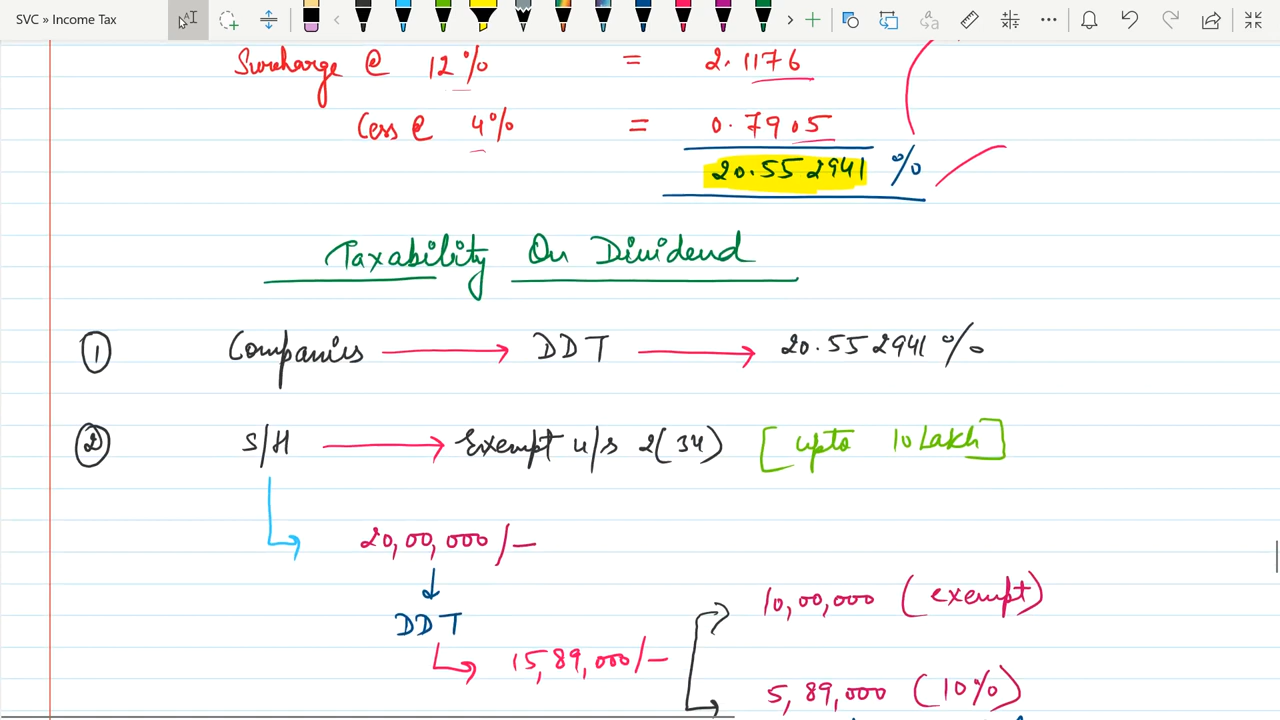 SVC » Income Tax
Surcharge @ 12% = 2.1176
Cess @ 4% = 0.7905
20.552941 %
Taxability On Dividend
① Companies → DDT → 20.552941 %
② S/H → Exempt u/s 2(34) [upto 10 Lakh]
20,00,000/-
DDT
10,00,000 (exempt)
15,89,000/-
5,89,000 (10%)